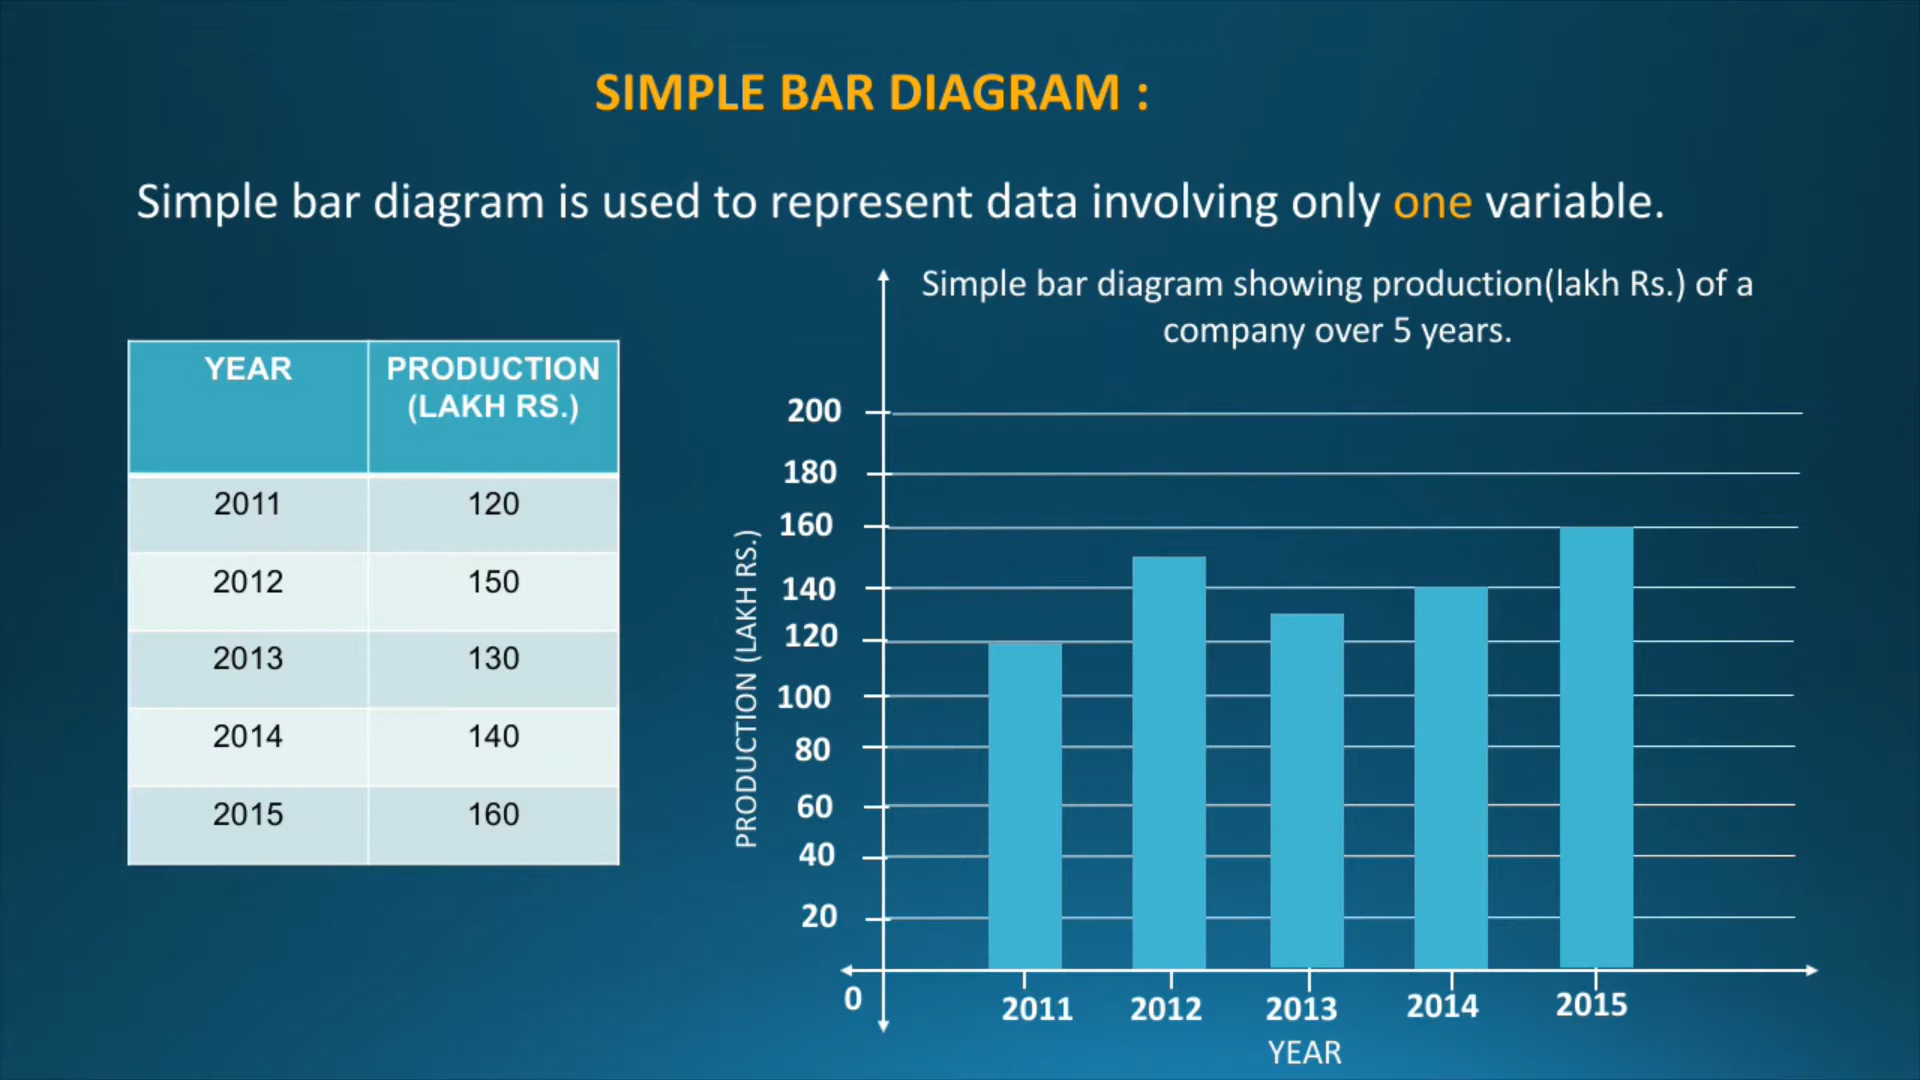 SIMPLE BAR DIAGRAM :
Simple bar diagram is used to represent data involving only one variable.
YEAR PRODUCTION (LAKH RS.)
2011 120
2012 150
2013 130
2014 140
2015 160
Simple bar diagram showing production(lakh Rs.) of a
company over 5 years.
PRODUCTION (LAKH RS.)
200
180
160
140
120
100
80
60
40
20
0
2011 2012 2013 2014 2015
YEAR